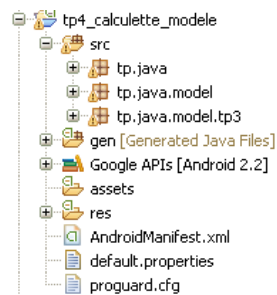 tp4_calculette_modele
src
tp.java
tp.java.model
tp.java.model.tp3
gen [Generated Java Files]
Google APIs [Android 2.2]
assets
res
AndroidManifest.xml
default.properties
proguard.cfg